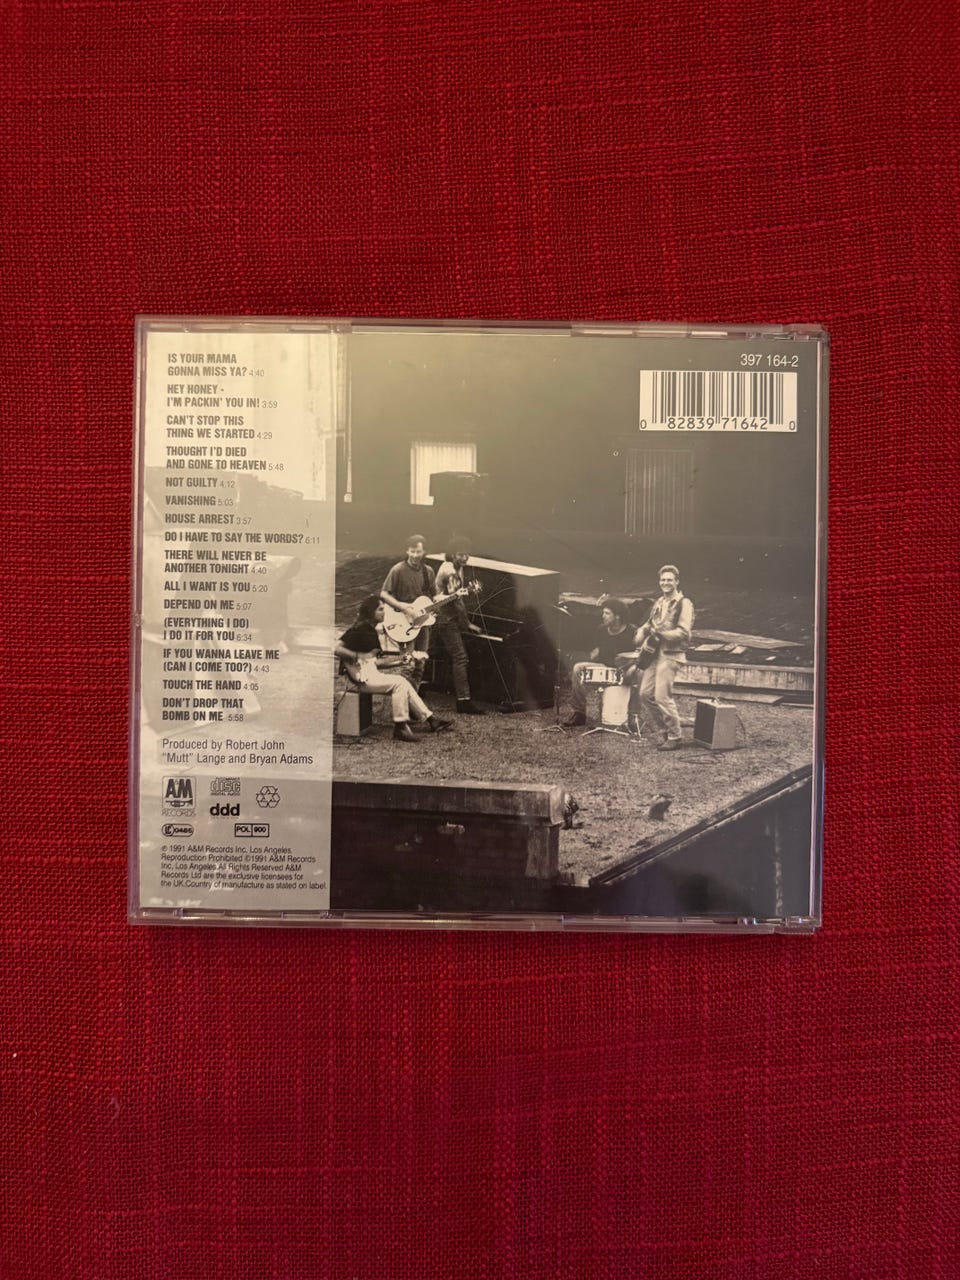 IS YOUR MAMA
GONNA MISS YA? 4:40
HEY HONEY -
I'M PACKIN' YOU IN! 3:59
CAN'T STOP THIS
THING WE STARTED 4:29
THOUGHT I'D DIED
AND GONE TO HEAVEN 5:48
NOT GUILTY 4:12
VANISHING 5:03
HOUSE ARREST 3:57
DO I HAVE TO SAY THE WORDS? 6:11
THERE WILL NEVER BE
ANOTHER TONIGHT 4:40
ALL I WANT IS YOU 5:20
DEPEND ON ME 5:07
(EVERYTHING I DO)
I DO IT FOR YOU 6:34
IF YOU WANNA LEAVE ME
(CAN I COME TOO?) 4:43
TOUCH THE HAND 4:05
DON'T DROP THAT
BOMB ON ME 5:58
Produced by Robert John
"Mutt" Lange and Bryan Adams
A&M
RECORDS
COMPACT
disc
DIGITAL AUDIO
ddd
LC 0485
POL 900
℗ 1991 A&M Records Inc. Los Angeles.
Reproduction Prohibited ©1991 A&M Records
Inc. Los Angeles All Rights Reserved A&M
Records Ltd are the exclusive licensees for
the UK.Country of manufacture as stated on label.
397 164-2
0 82839 71642 0